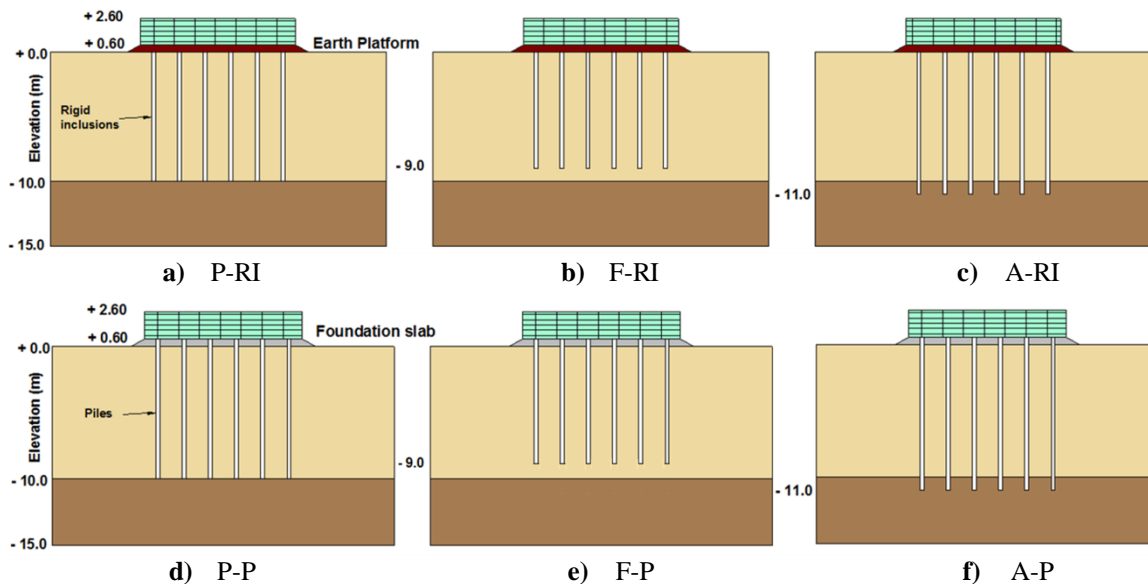 + 2.60
+ 0.60
+ 0.0
Earth Platform
Elevation (m)
Rigid
inclusions
- 10.0
- 15.0
- 9.0
- 11.0
a) P-RI
b) F-RI
c) A-RI
+ 2.60
+ 0.60
+ 0.0
Foundation slab
Elevation (m)
Piles
- 10.0
- 15.0
- 9.0
- 11.0
d) P-P
e) F-P
f) A-P